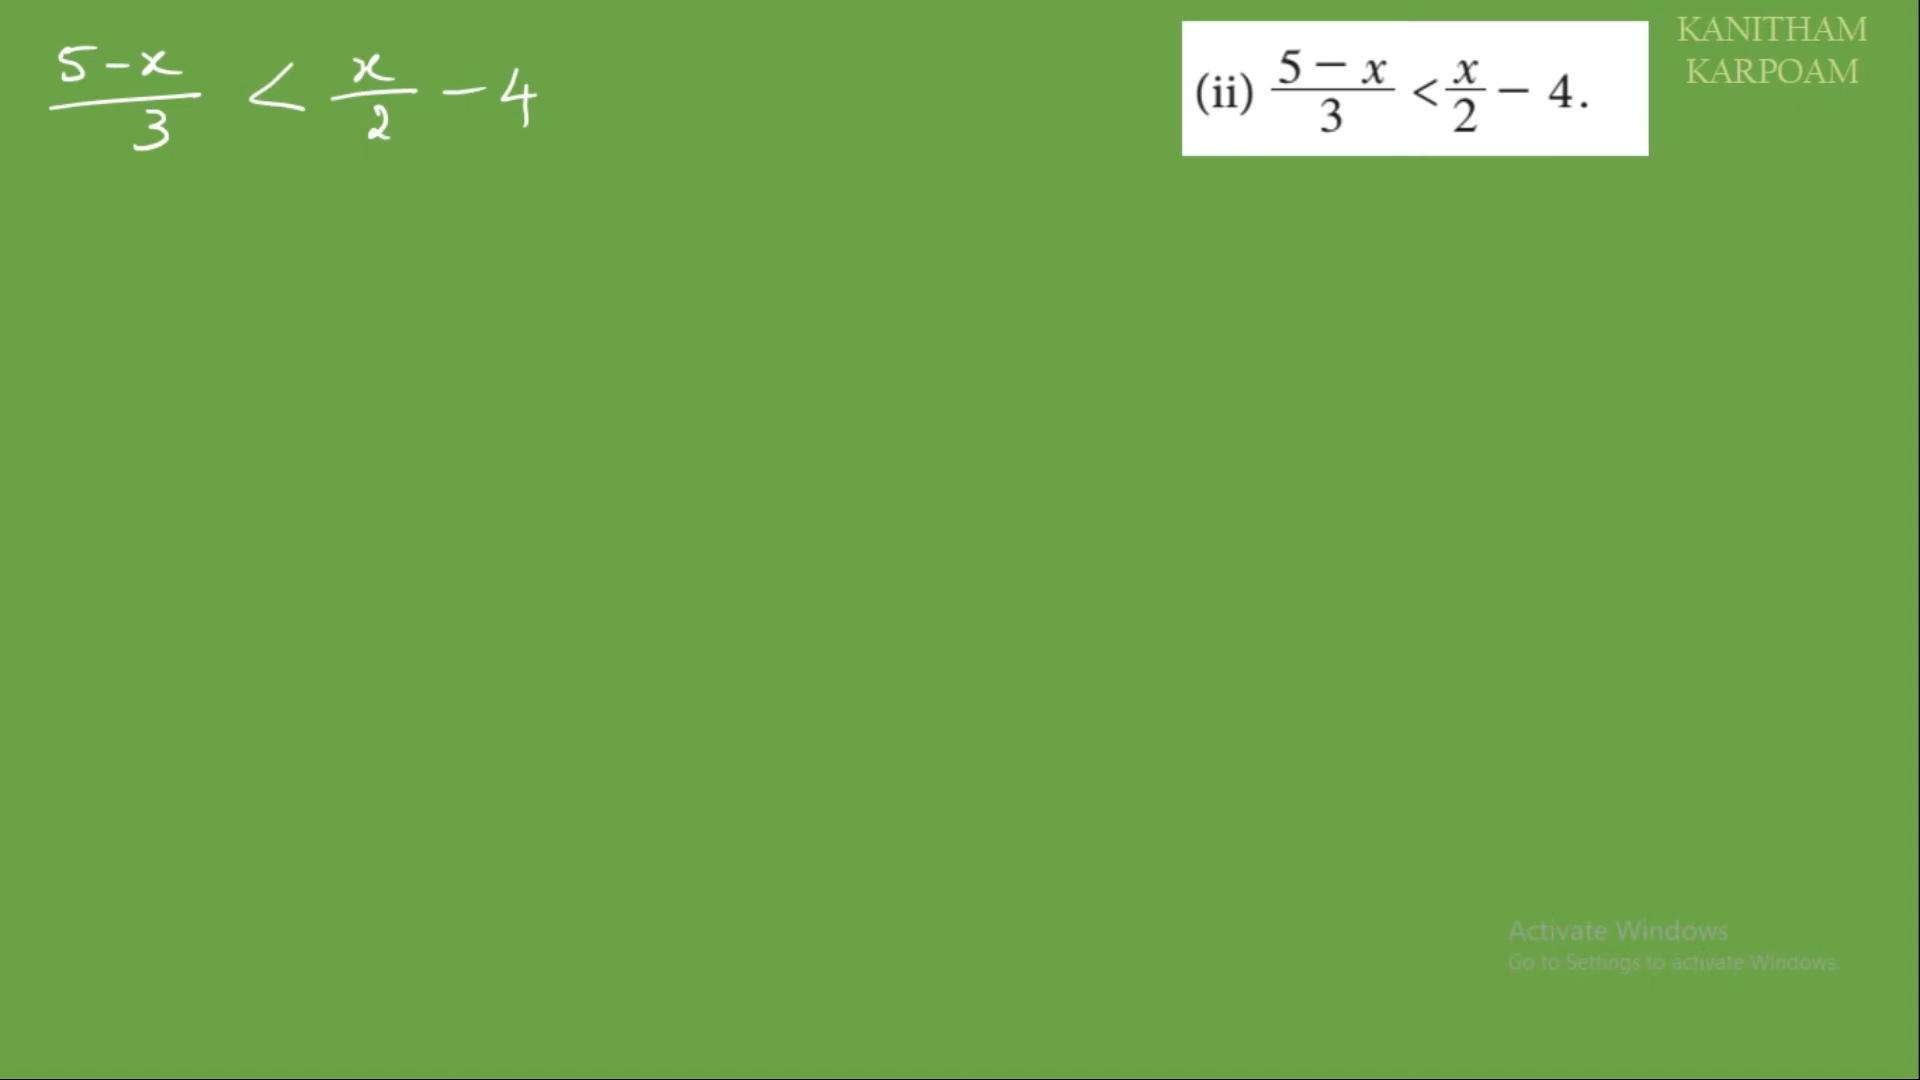 5-x/3 < x/2 - 4
(ii) 5 − x/3 < x/2 − 4.
KANITHAM
KARPOAM
Activate Windows
Go to Settings to activate Windows.